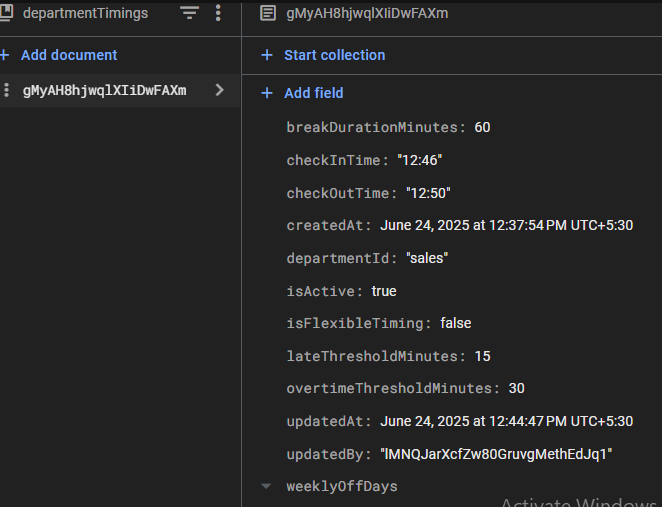 departmentTimings
gMyAH8hjwqlXIiDwFAXm
Add document
Start collection
gMyAH8hjwqlXIiDwFAXm
Add field
breakDurationMinutes: 60
checkInTime: "12:46"
checkOutTime: "12:50"
createdAt: June 24, 2025 at 12:37:54 PM UTC+5:30
departmentId: "sales"
isActive: true
isFlexibleTiming: false
lateThresholdMinutes: 15
overtimeThresholdMinutes: 30
updatedAt: June 24, 2025 at 12:44:47 PM UTC+5:30
updatedBy: "lMNQJarXcfZw80GruvgMethEdJq1"
weeklyOffDays
Activate Windows